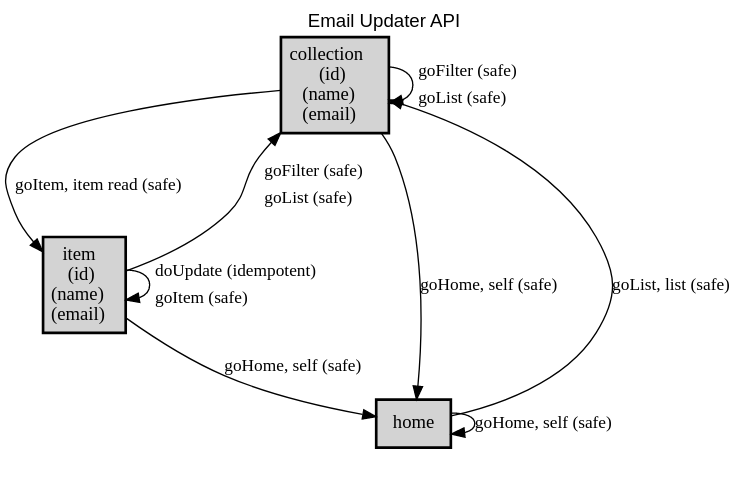 Email Updater API
collection
(id)
(name)
(email)
goFilter (safe)
goList (safe)
goItem, item read (safe)
goFilter (safe)
goList (safe)
item
(id)
(name)
(email)
doUpdate (idempotent)
goItem (safe)
goHome, self (safe)
goList, list (safe)
goHome, self (safe)
home
goHome, self (safe)